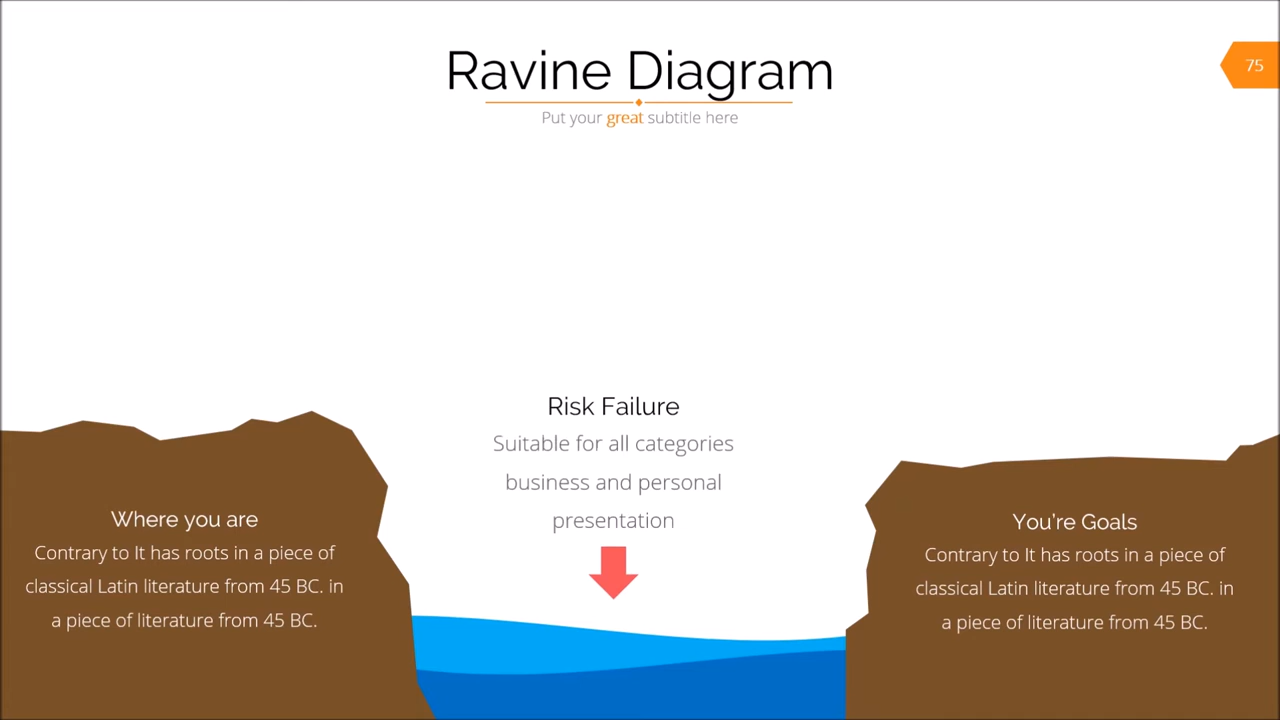 Ravine Diagram
75
Put your great subtitle here
Risk Failure
Suitable for all categories
business and personal
presentation
Where you are
Contrary to It has roots in a piece of
classical Latin literature from 45 BC. in
a piece of literature from 45 BC.
You're Goals
Contrary to It has roots in a piece of
classical Latin literature from 45 BC. in
a piece of literature from 45 BC.